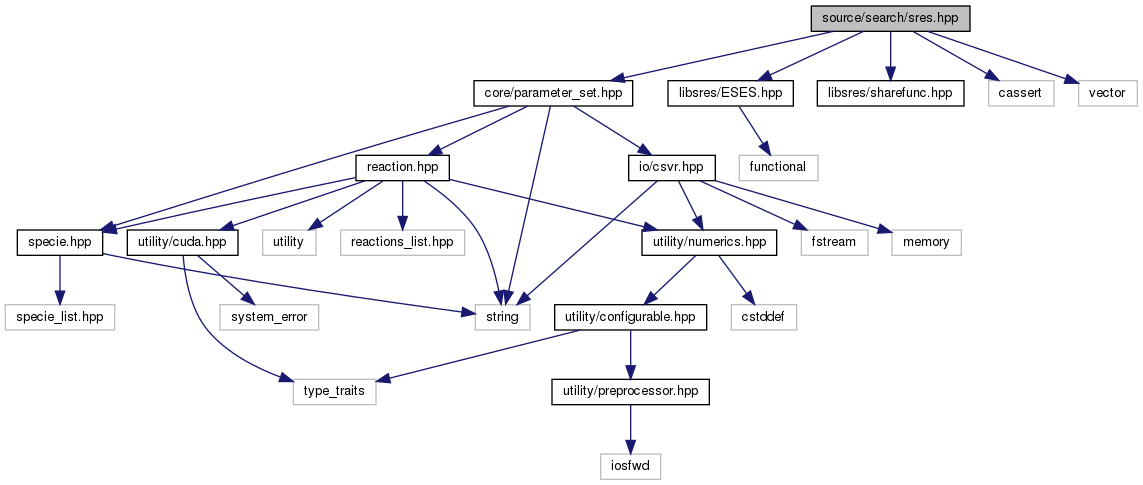 source/search/sres.hpp
core/parameter_set.hpp
libsres/ESES.hpp
libsres/sharefunc.hpp
cassert
vector
reaction.hpp
io/csvr.hpp
functional
specie.hpp
utility/cuda.hpp
utility
reactions_list.hpp
utility/numerics.hpp
fstream
memory
specie_list.hpp
system_error
string
utility/configurable.hpp
cstddef
type_traits
utility/preprocessor.hpp
iosfwd